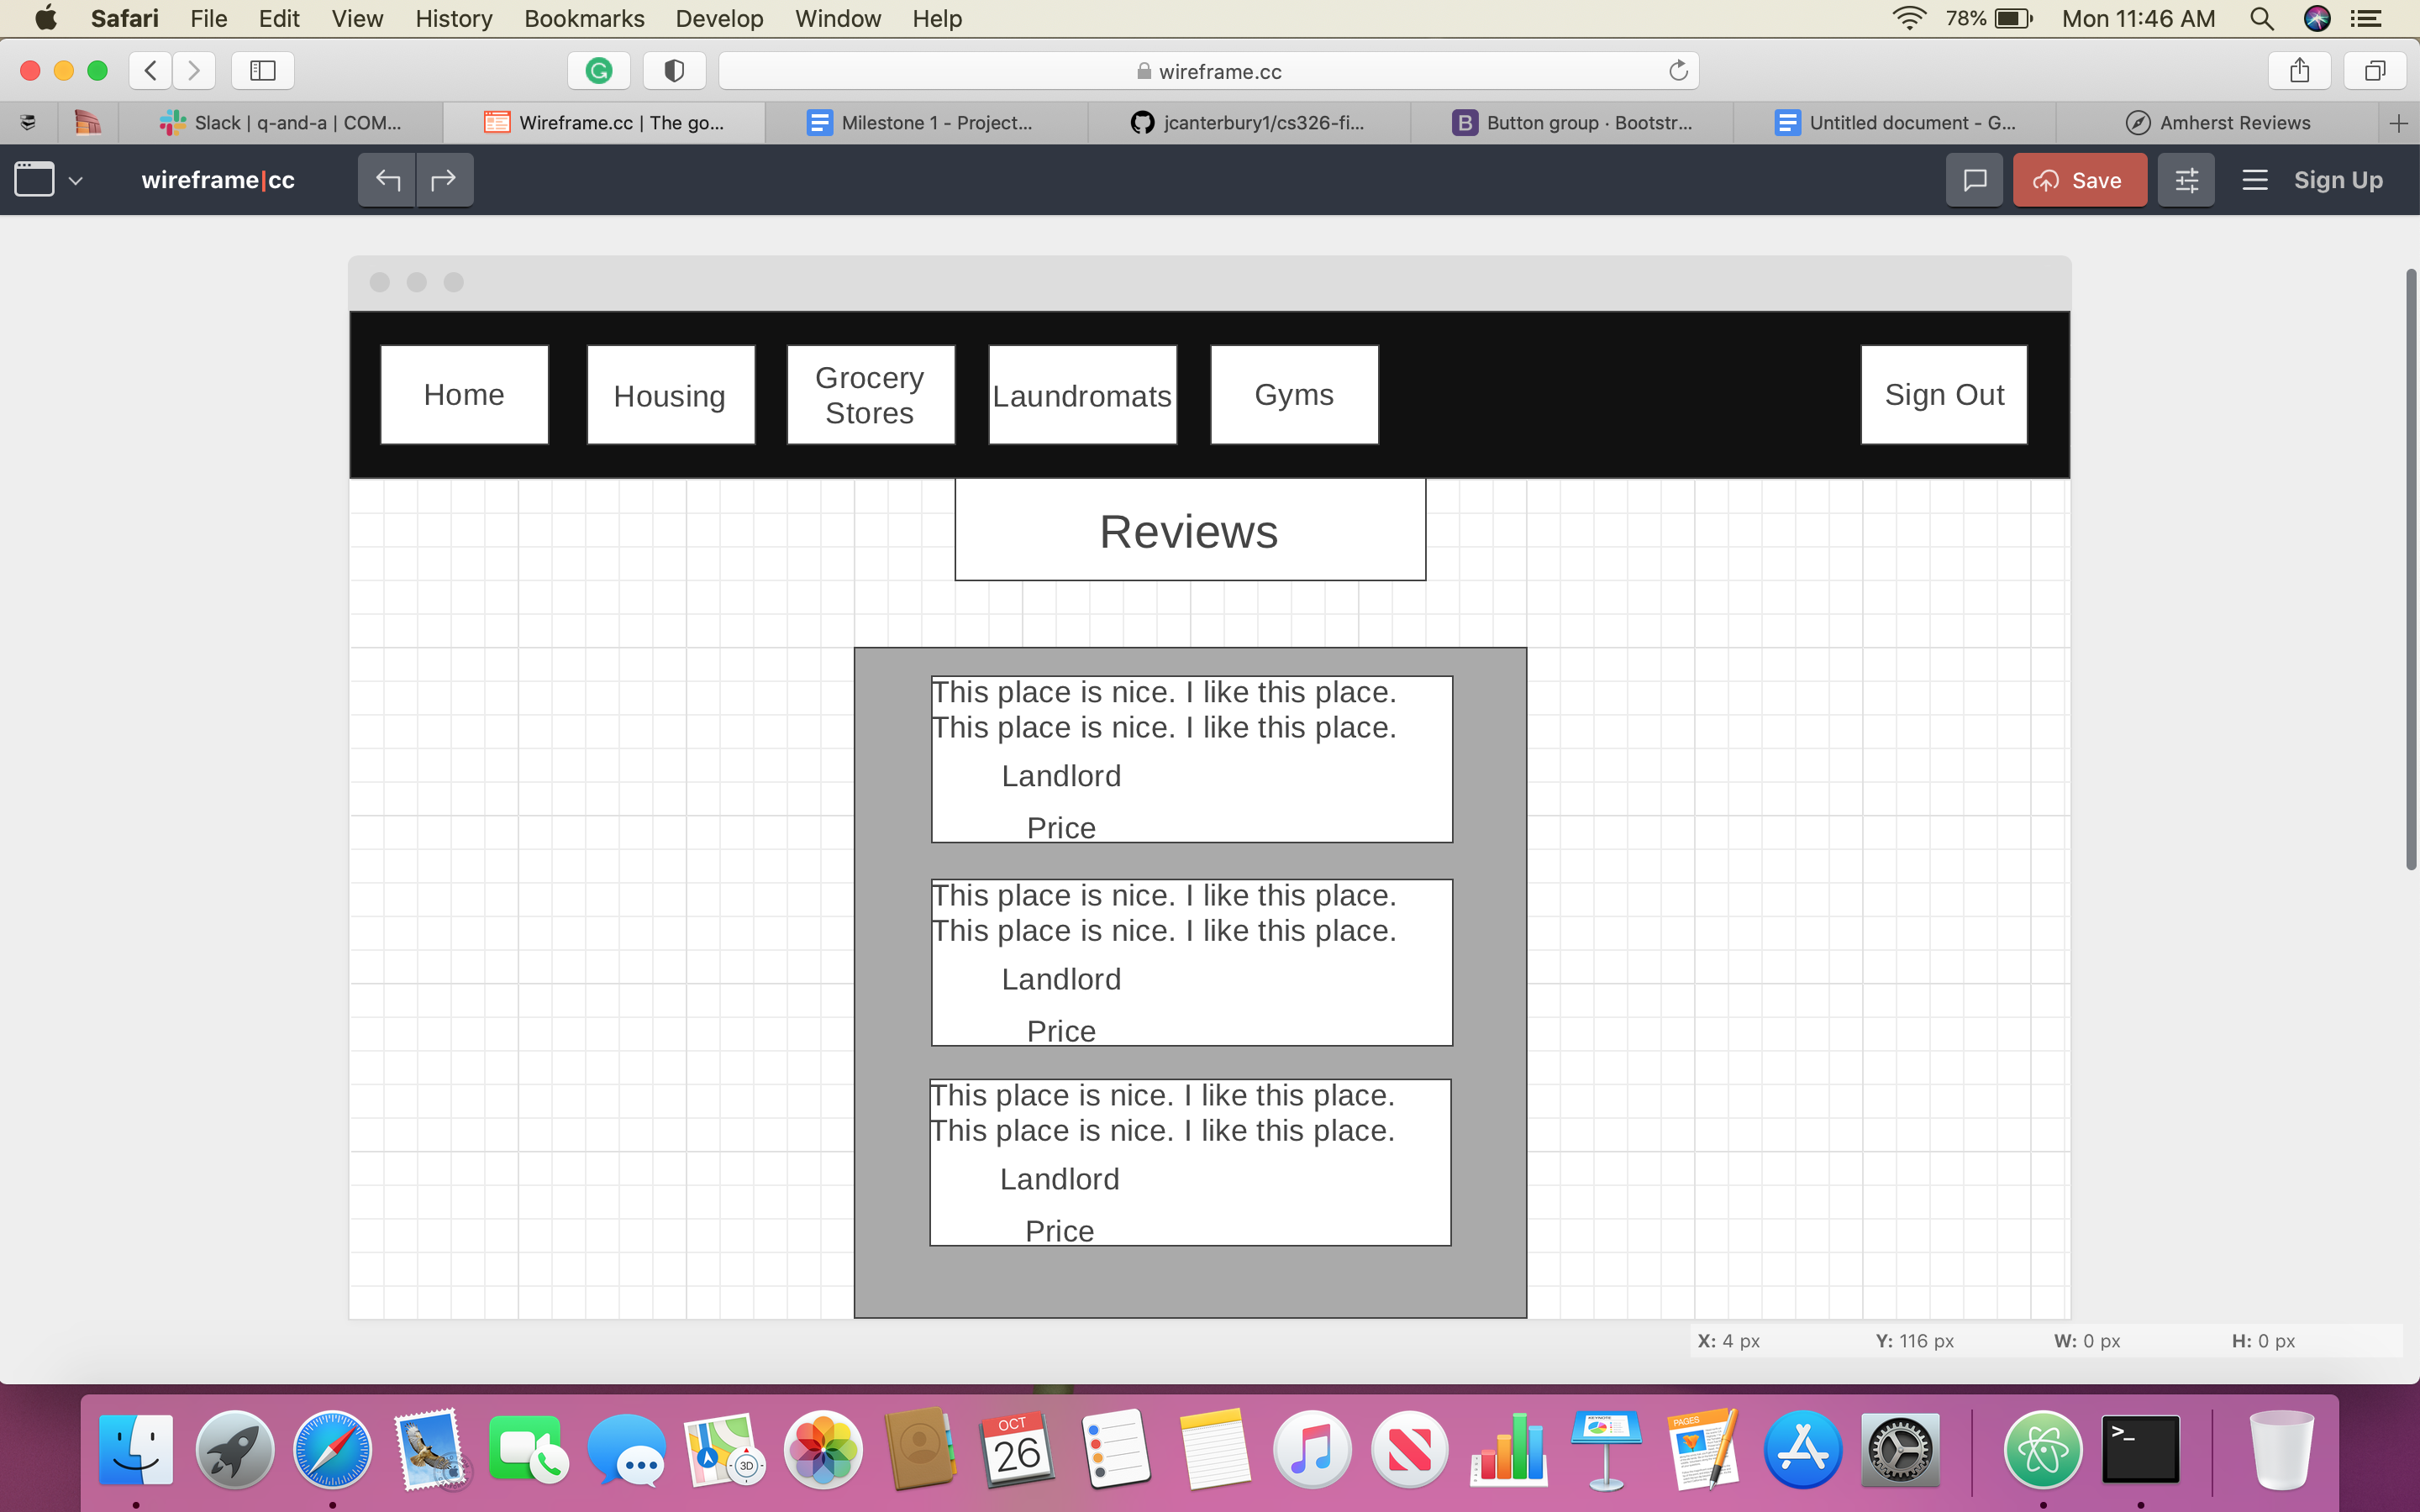 Safari File Edit View History Bookmarks Develop Window Help 78% Mon 11:46 AM
wireframe.cc
Slack | q-and-a | COM... Wireframe.cc | The go... Milestone 1 - Project... jcanterbury1/cs326-fi... B Button group · Bootstr... Untitled document - G... Amherst Reviews
wireframe|cc Save Sign Up
Home Housing Grocery Stores Laundromats Gyms Sign Out
Reviews
This place is nice. I like this place.
This place is nice. I like this place.
Landlord
Price
This place is nice. I like this place.
This place is nice. I like this place.
Landlord
Price
This place is nice. I like this place.
This place is nice. I like this place.
Landlord
Price
X: 4 px Y: 116 px W: 0 px H: 0 px
3D
OCT
26
KEYNOTE
PAGES
>_